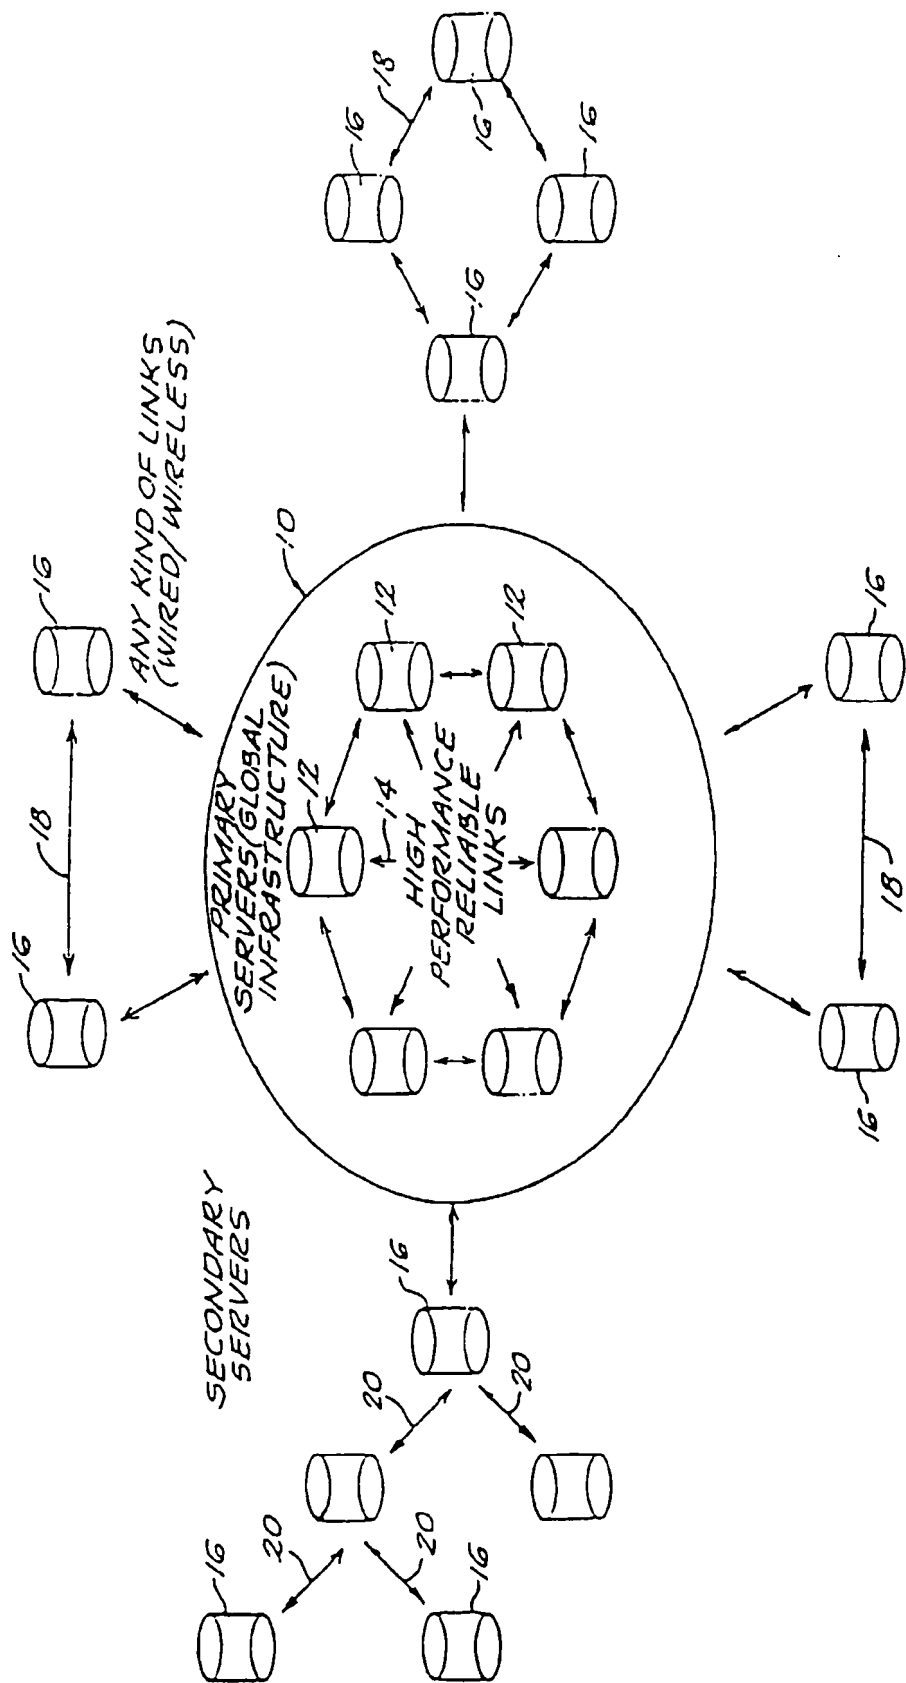 16
18
16
ANY KIND OF LINKS
(WIRED/WIRELESS)
SECONDARY
SERVERS
16
PRIMARY
SERVERS(GLOBAL
INFRASTRUCTURE)
20
10
12
16
20
12
18
14
16
HIGH
PERFORMANCE
RELIABLE
LINKS
20
16
16
16
12
20
16
16
18
16